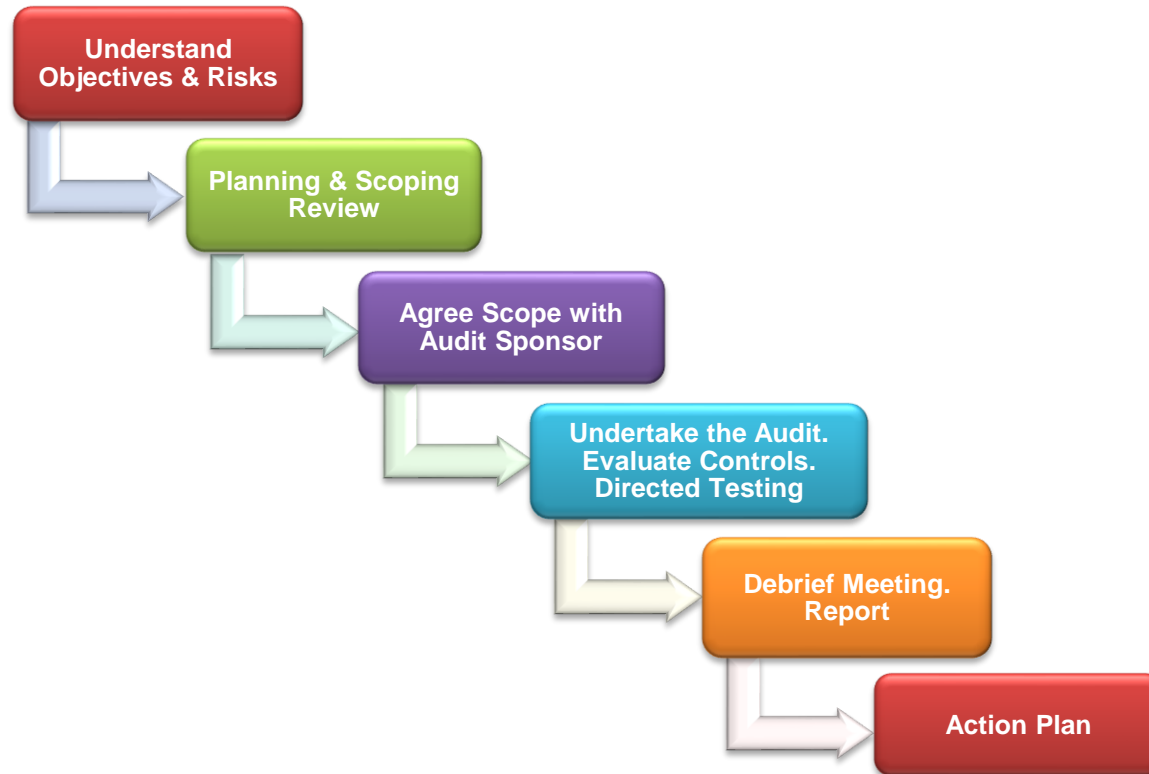 Understand
Objectives & Risks
Planning & Scoping
Review
Agree Scope with
Audit Sponsor
Undertake the Audit.
Evaluate Controls.
Directed Testing
Debrief Meeting.
Report
Action Plan